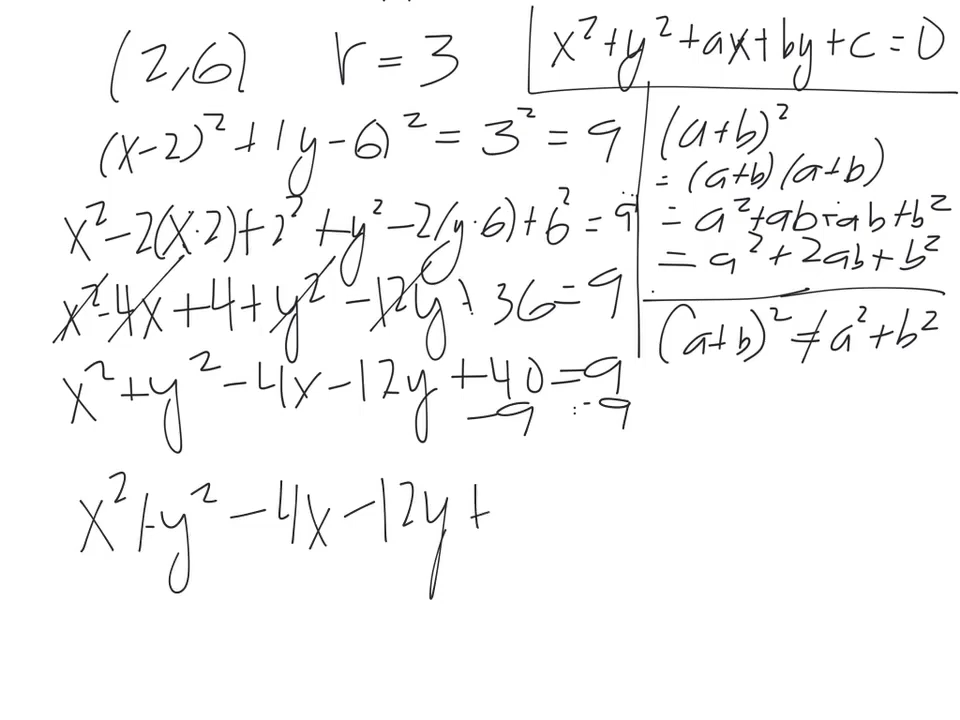 (2,6) r = 3
x²+y²+ax+by+c=0
(x-2)²+(y-6)²=3²=9
x²-2(x·2)+2²+y²-2(y·6)+6²=9
x²-4x+4+y²-12y+36=9
x²+y²-4x-12y+40=9
-9 -9
x²+y²-4x-12y+
(a+b)²
=(a+b)(a+b)
=a²+ab+ab+b²
=a²+2ab+b²
(a+b)²≠a²+b²